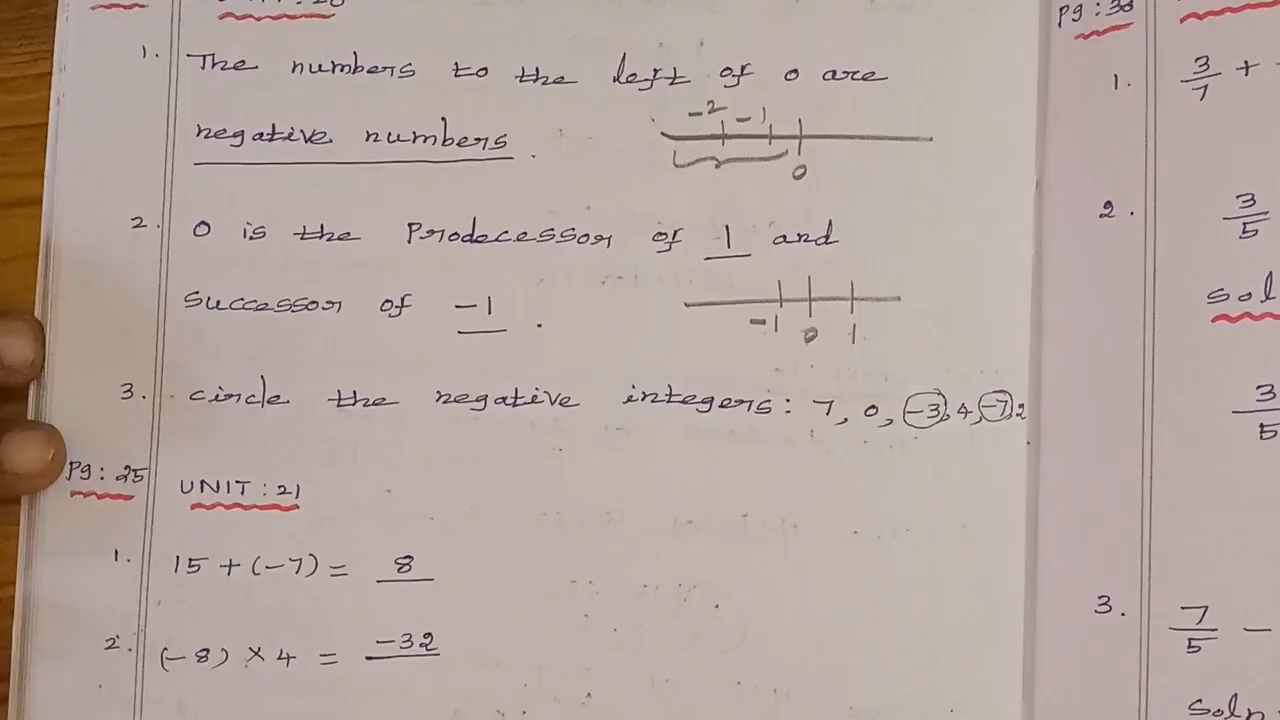 1. The numbers to the left of 0 are
negative numbers.
-2 -1
0
2. 0 is the Prodecessor of 1 and
Successor of -1.
-1 0 1
3. circle the negative integers: 7, 0, -3, 4, -7, 2
Pg: 25 UNIT: 21
1. 15 + (-7) = 8
2. (-8) × 4 = -32
Pg: 36
1. 3/7 +
2. 3/5
Sol
3/5
3. 7/5 -
Soln